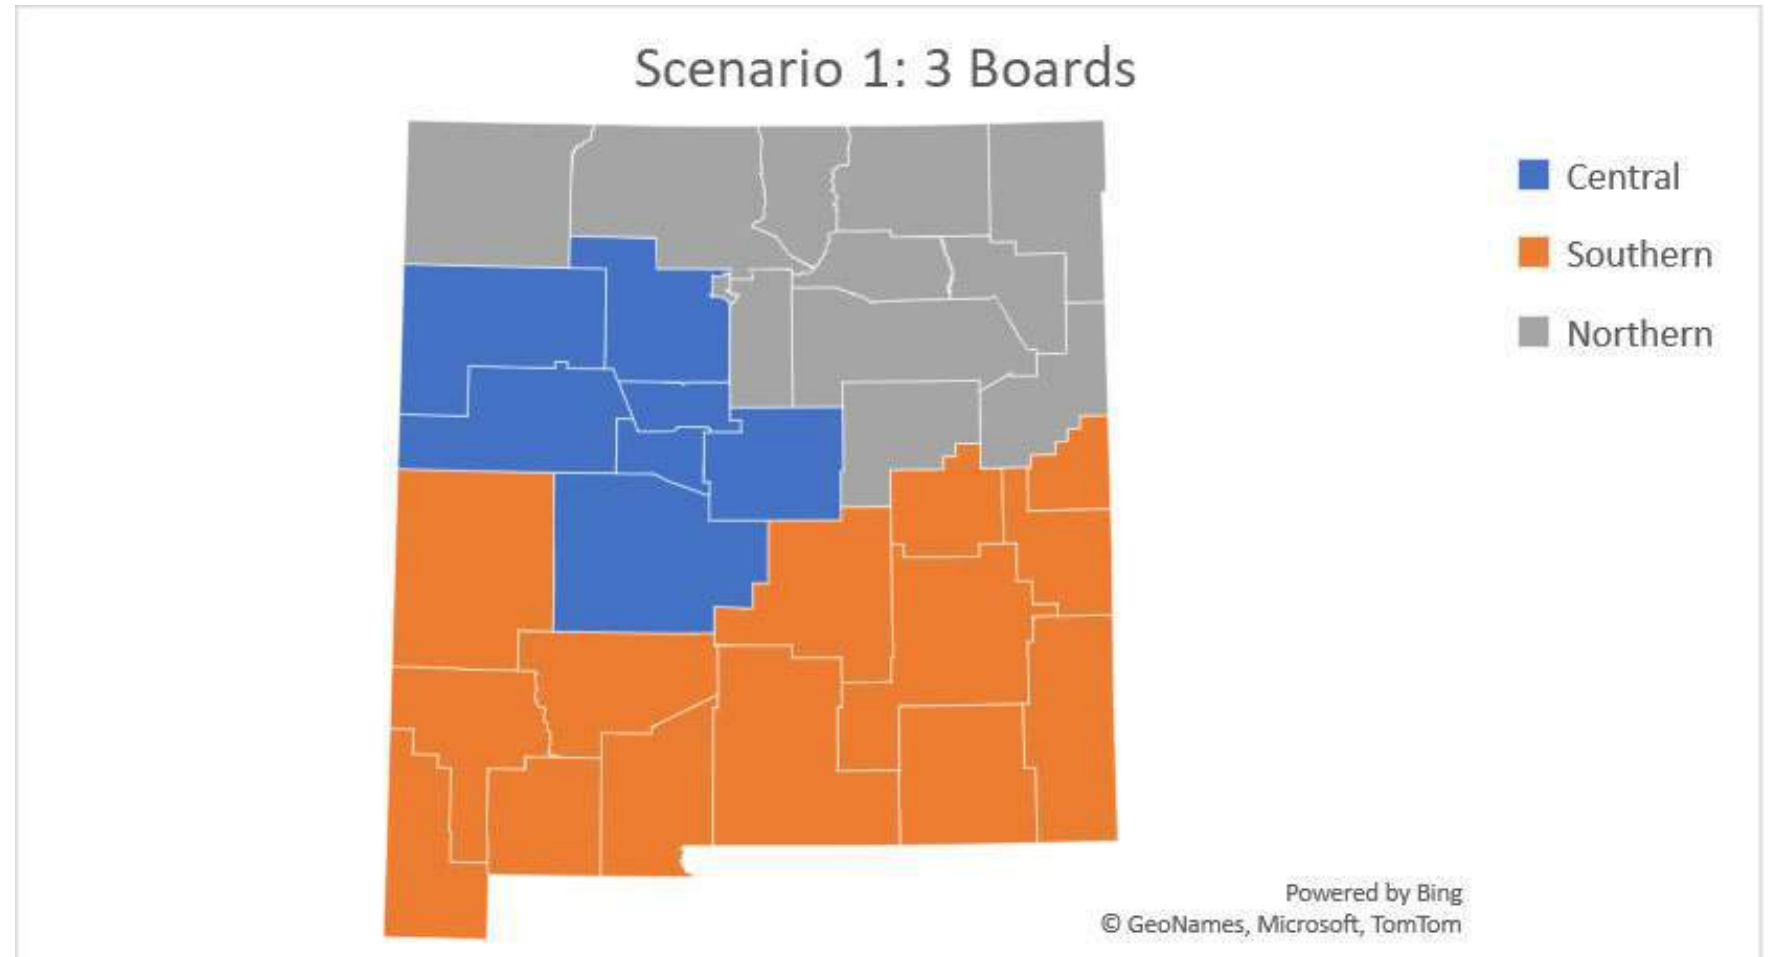 Scenario 1: 3 Boards
Central
Southern
Northern
Powered by Bing
© GeoNames, Microsoft, TomTom